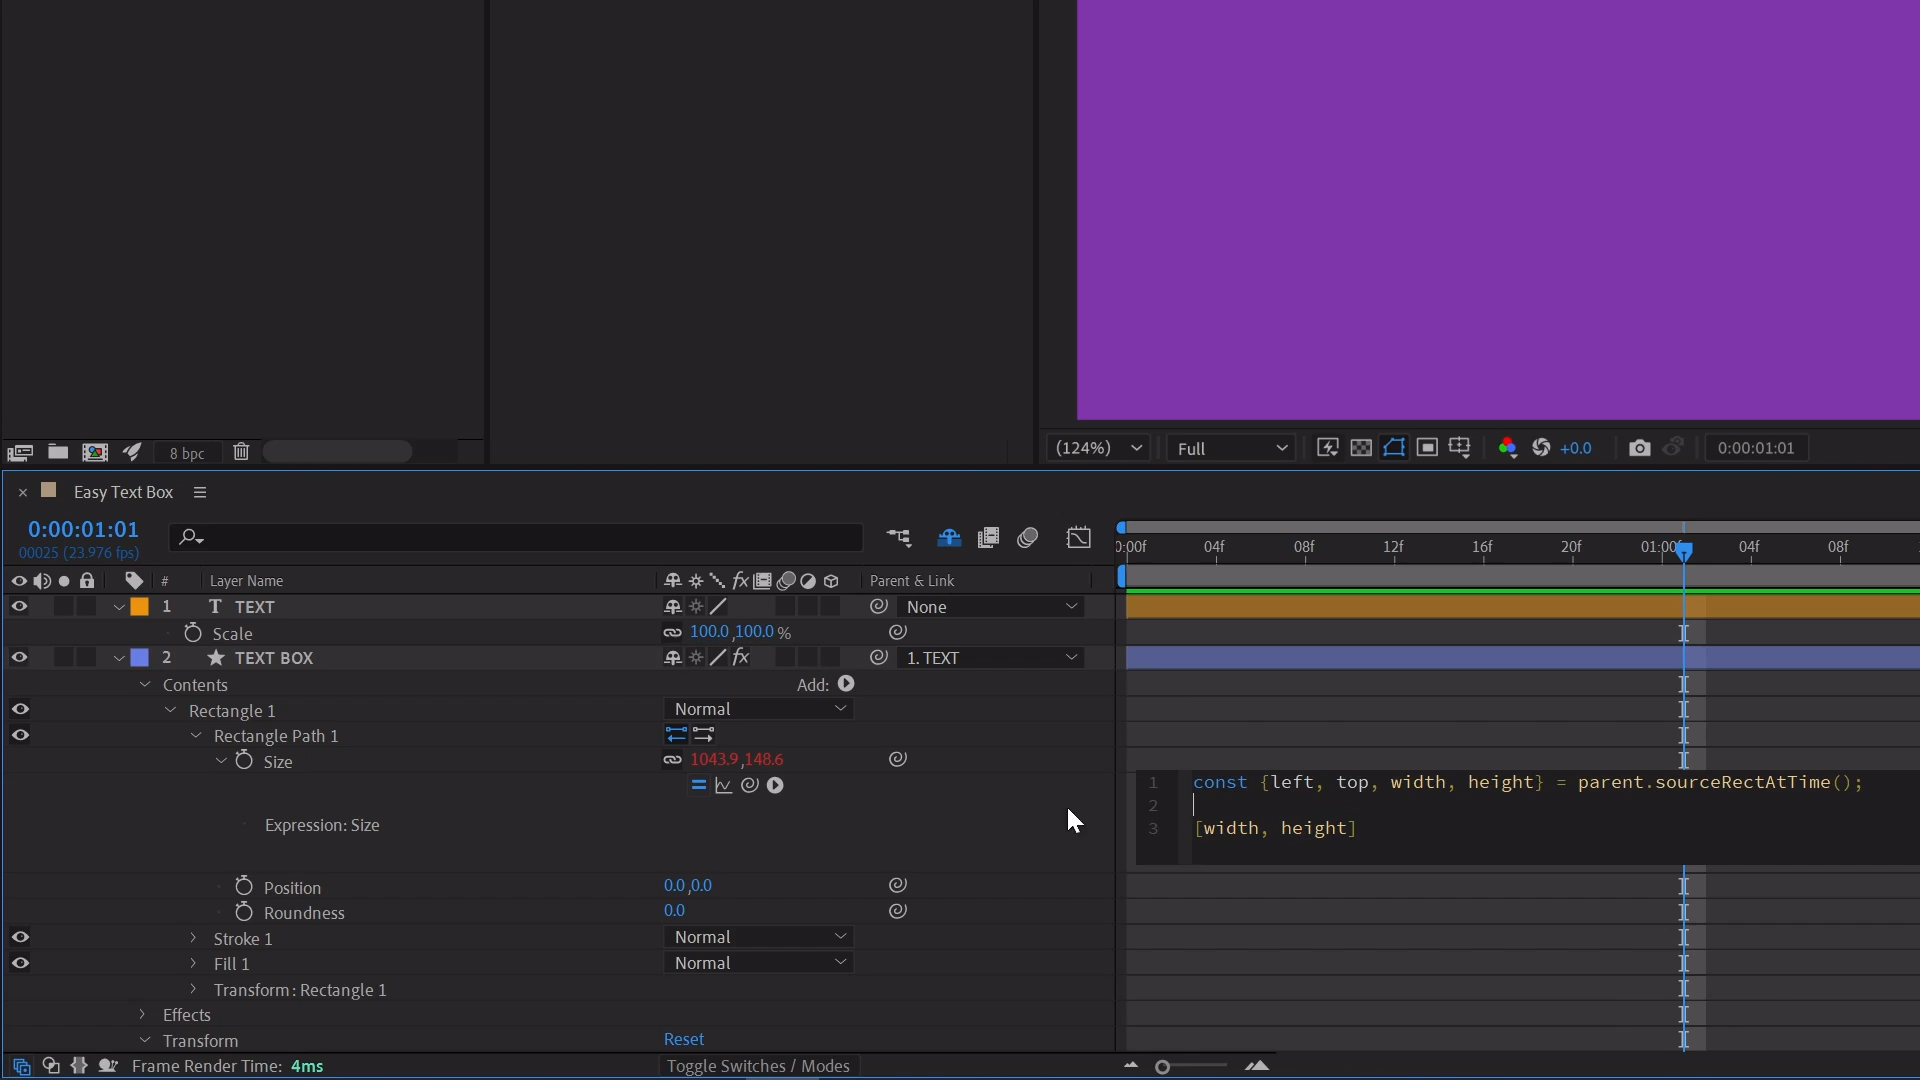 (124%) Full +0.0 0:00:01:01
8 bpc
Easy Text Box
0:00:01:01
00025 (23.976 fps)
0:00f 04f 08f 12f 16f 20f 01:00f 04f 08f
# Layer Name Parent & Link
1 T TEXT None
Scale 100.0,100.0 %
2 TEXT BOX 1. TEXT
Contents Add:
Rectangle 1 Normal
Rectangle Path 1
Size 1043.9,148.6
1 const {left, top, width, height} = parent.sourceRectAtTime();
2
Expression: Size
3 [width, height]
Position 0.0,0.0
Roundness 0.0
Stroke 1 Normal
Fill 1 Normal
Transform: Rectangle 1
Effects
Transform Reset
Frame Render Time: 4ms Toggle Switches / Modes